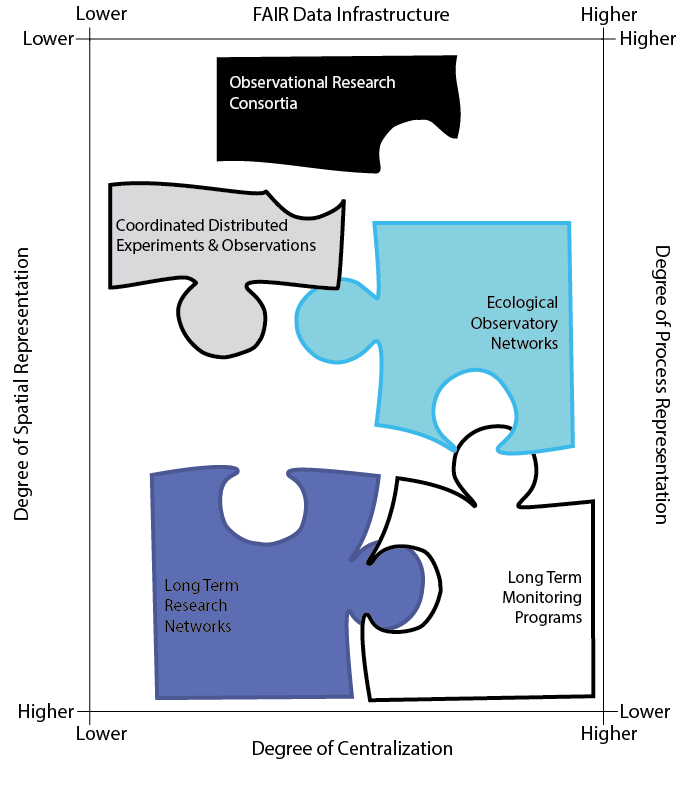 Lower
FAIR Data Infrastructure
Higher
Lower
Higher
Observational Research
Consortia
Coordinated Distributed
Experiments & Observations
Ecological
Observatory
Networks
Degree of Spatial Representation
Degree of Process Representation
Long Term
Research
Networks
Long Term
Monitoring
Programs
Higher
Lower
Lower
Higher
Degree of Centralization